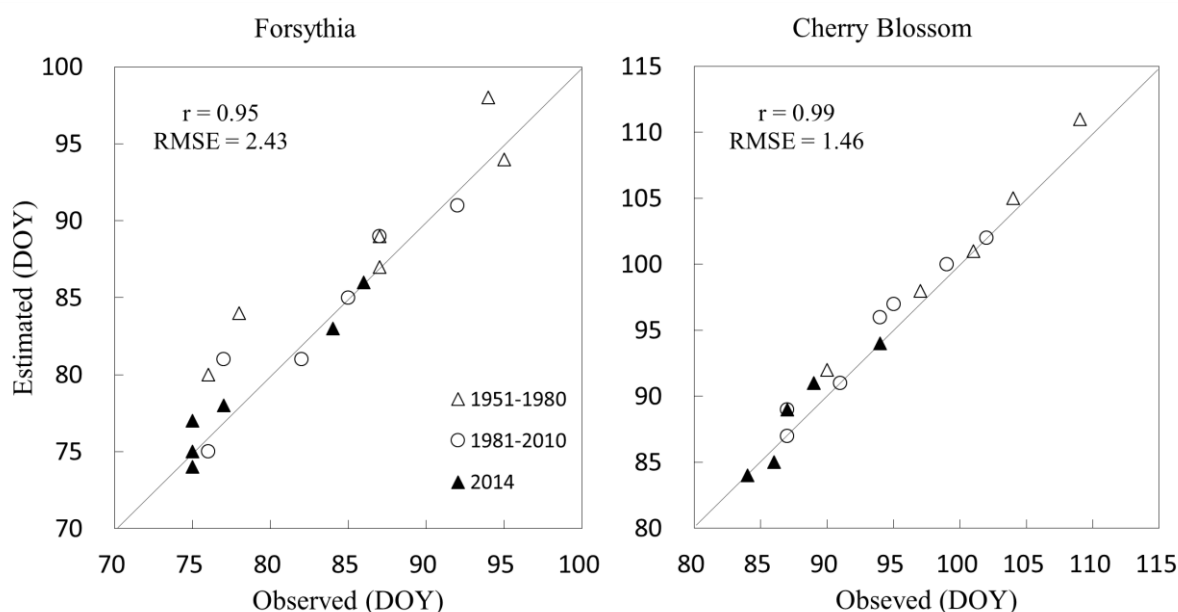 Forsythia
100
95
90
85
80
75
70
r = 0.95
RMSE = 2.43
Estimated (DOY)
1951-1980
1981-2010
2014
70 75 80 85 90 95 100
Observed (DOY)
Cherry Blossom
115
110
105
100
95
90
85
80
r = 0.99
RMSE = 1.46
80 85 90 95 100 105 110 115
Obseved (DOY)